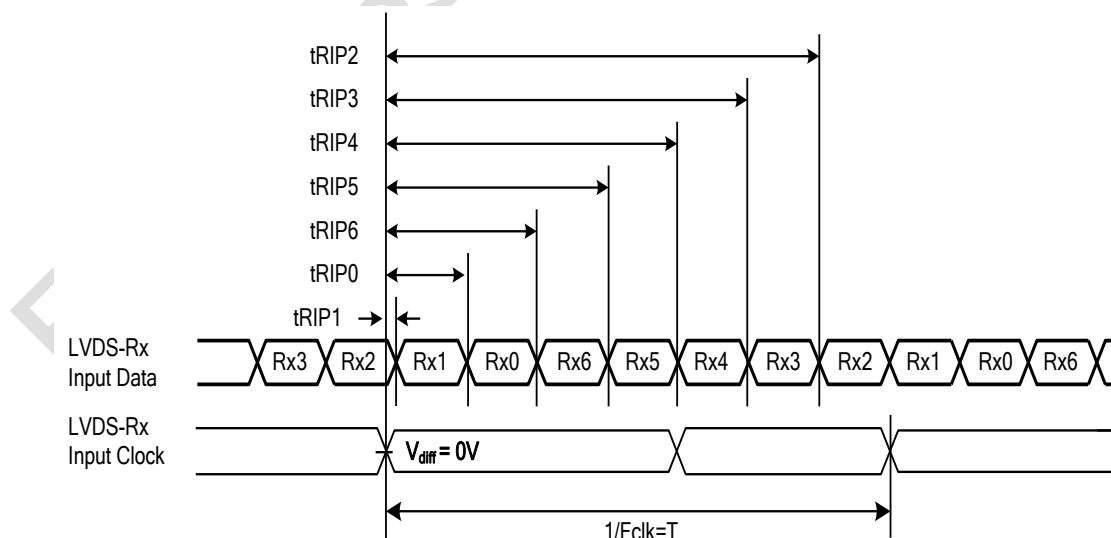 tRIP2
tRIP3
tRIP4
tRIP5
tRIP6
tRIP0
tRIP1
LVDS-Rx
Input Data
Rx3 Rx2 Rx1 Rx0 Rx6 Rx5 Rx4 Rx3 Rx2 Rx1 Rx0 Rx6
LVDS-Rx
Input Clock
Vdiff = 0V
1/Fclk=T